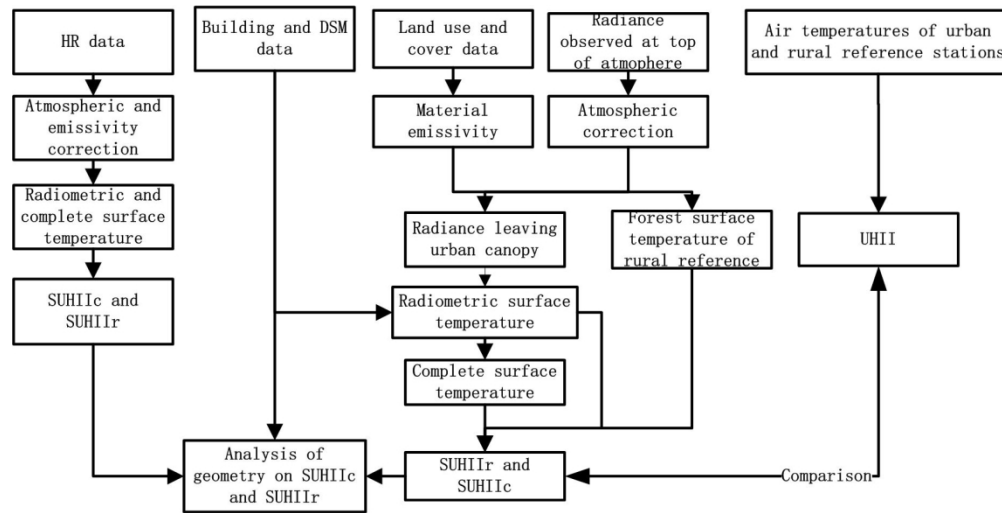 HR data
Atmospheric and
emissivity
correction
Radiometric and
complete surface
temperature
SUHIIc and
SUHIIr
Building and DSM
data
Land use and
cover data
Material
emissivity
Radiance
observed at top
of atmophere
Atmospheric
correction
Radiance leaving
urban canopy
Forest surface
temperature of
rural reference
Radiometric surface
temperature
Complete surface
temperature
SUHIIr and
SUHIIc
Analysis of
geometry on SUHIIc
and SUHIIr
Air temperatures of urban
and rural reference stations
UHII
Comparison